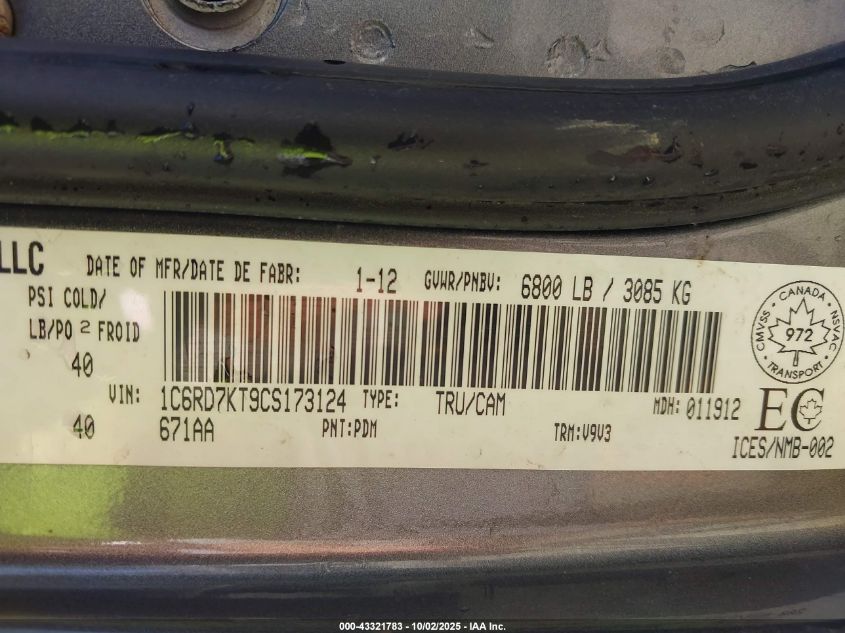 LLC DATE OF MFR/DATE DE FABR: 1-12 GVWR/PNBV: 6800 LB / 3085 KG
PSI COLD/
LB/PO 2 FROID
40
VIN: 1C6RD7KT9CS173124 TYPE: TRU/CAM MDH: 011912
40 671AA PNT:PDM TRM:V9V3
CANADA
CMVSS NSVAC
972
TRANSPORT
EC
ICES/NMB-002
000-43321783 - 10/02/2025 - IAA Inc.